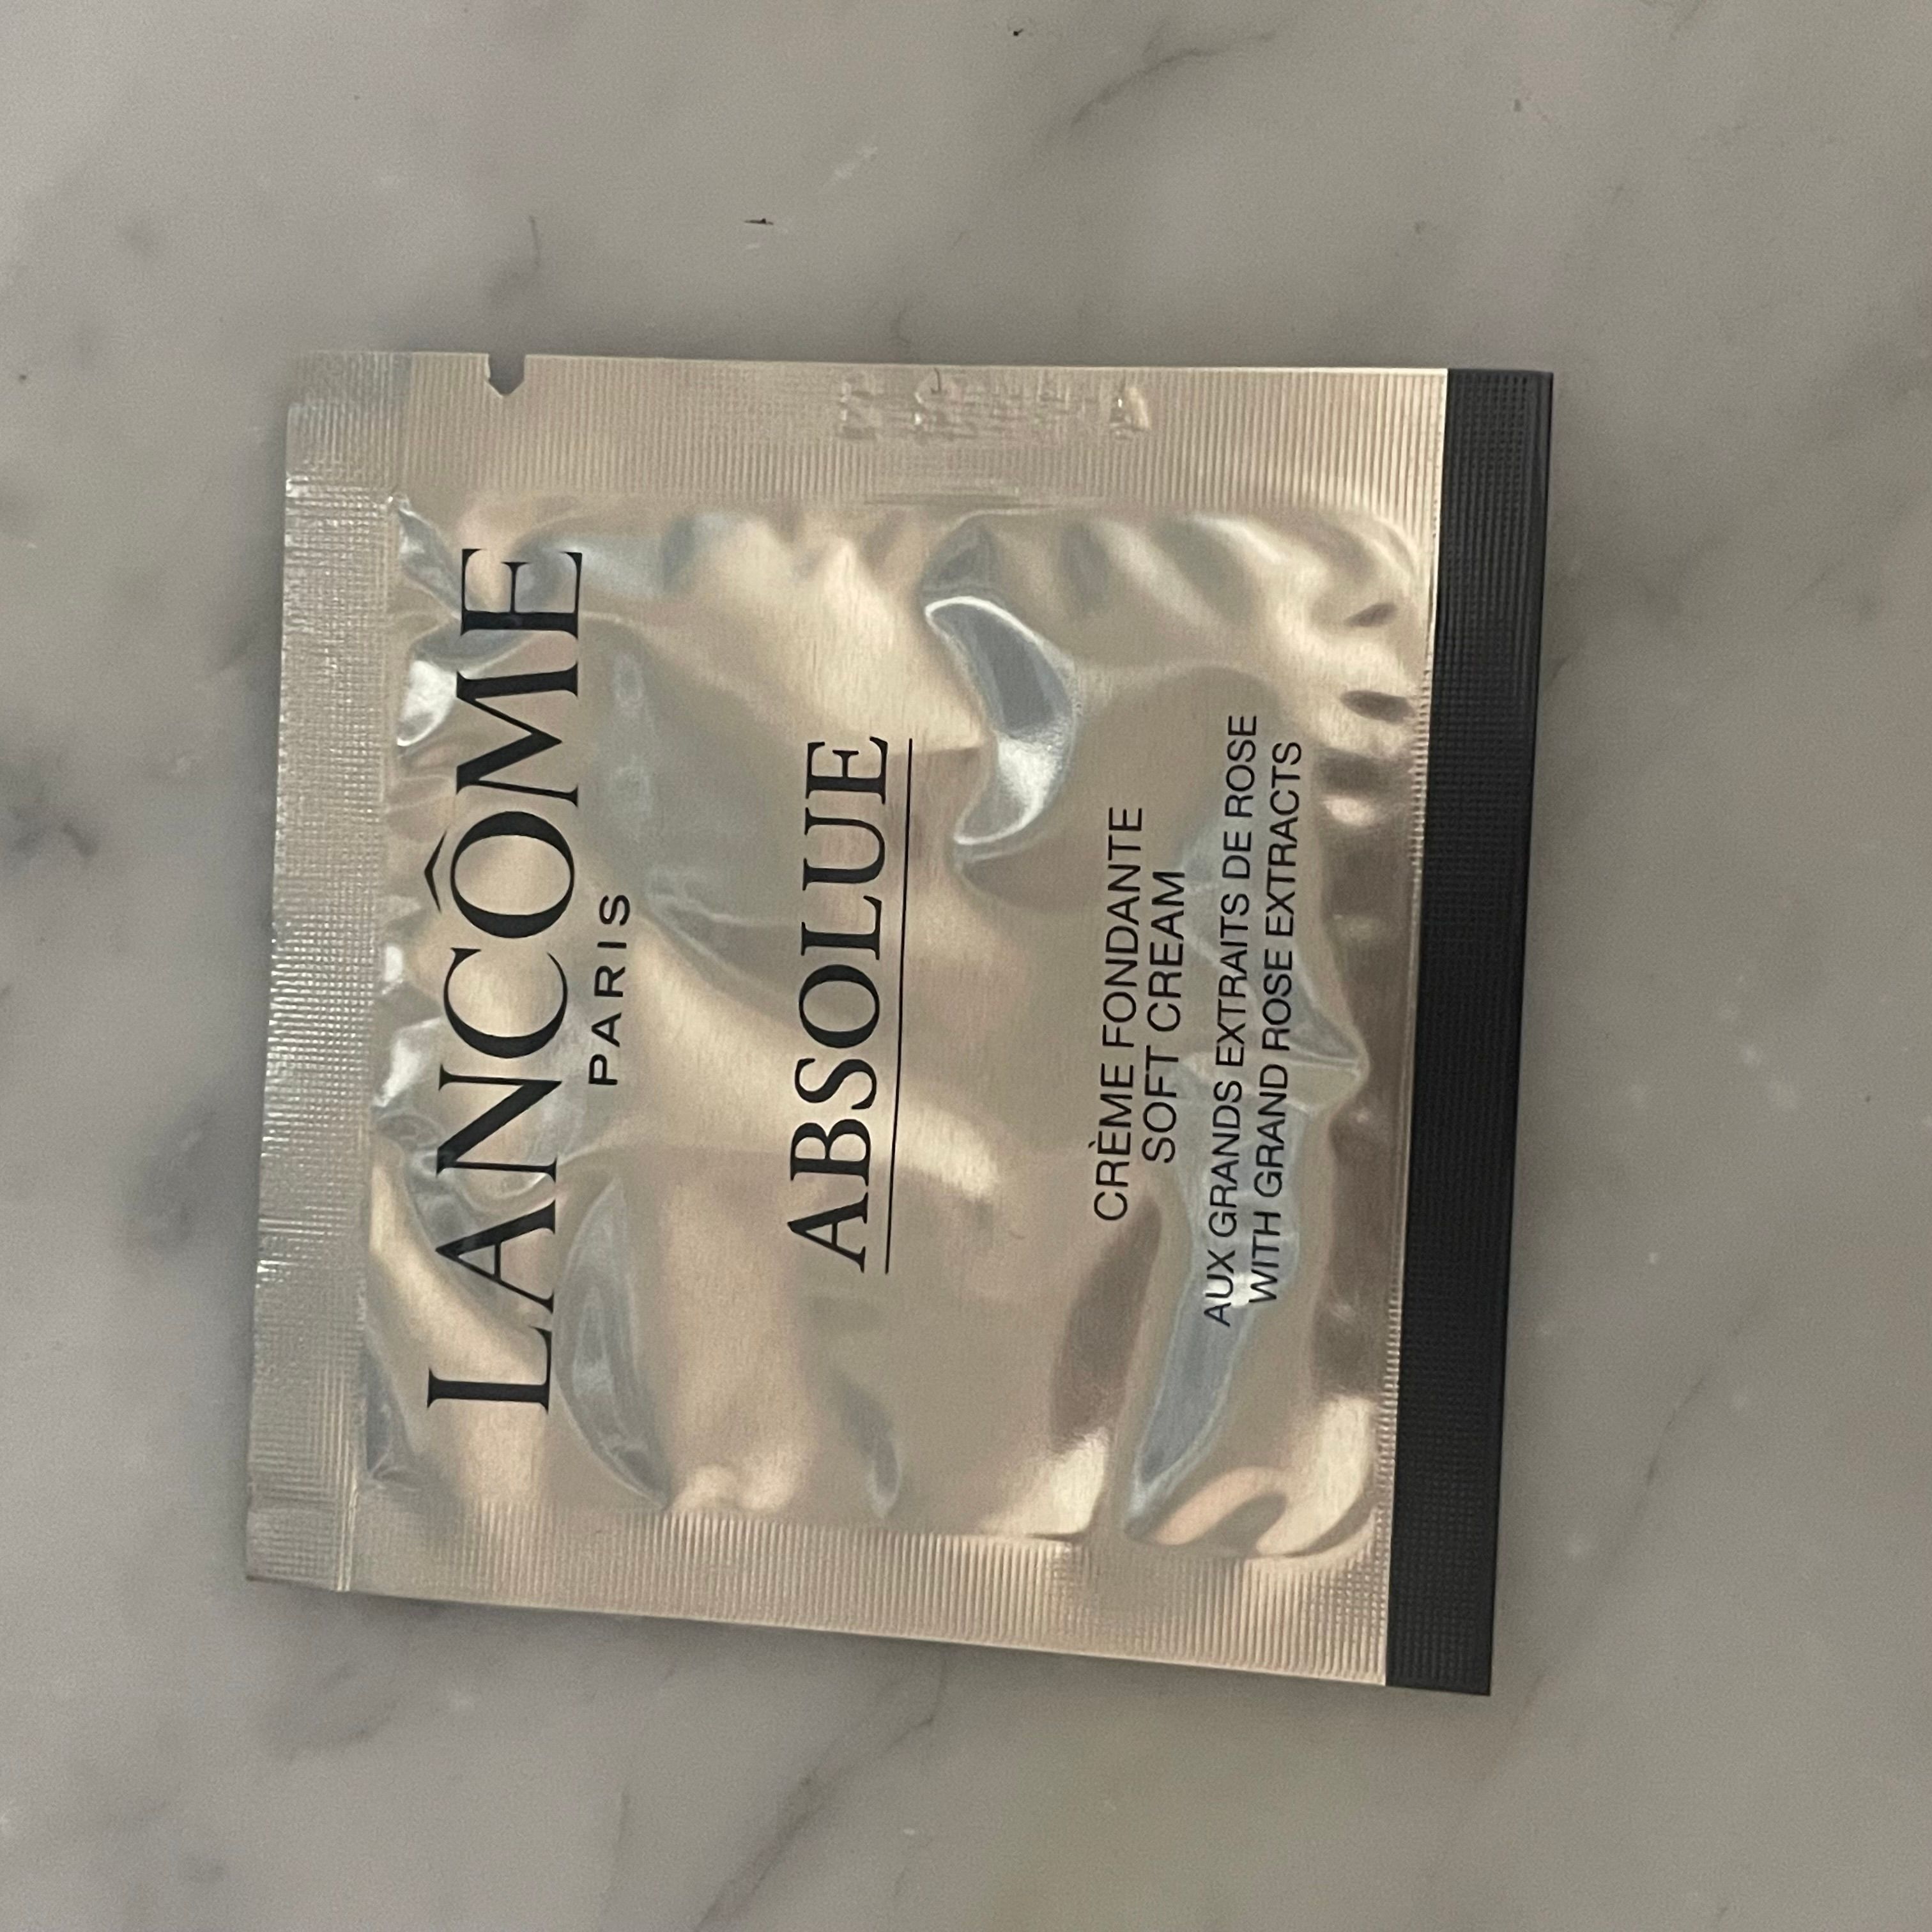 LANCÔME
PARIS
ABSOLUE
CRÈME FONDANTE
SOFT CREAM
AUX GRANDS EXTRAITS DE ROSE
WITH GRAND ROSE EXTRACTS